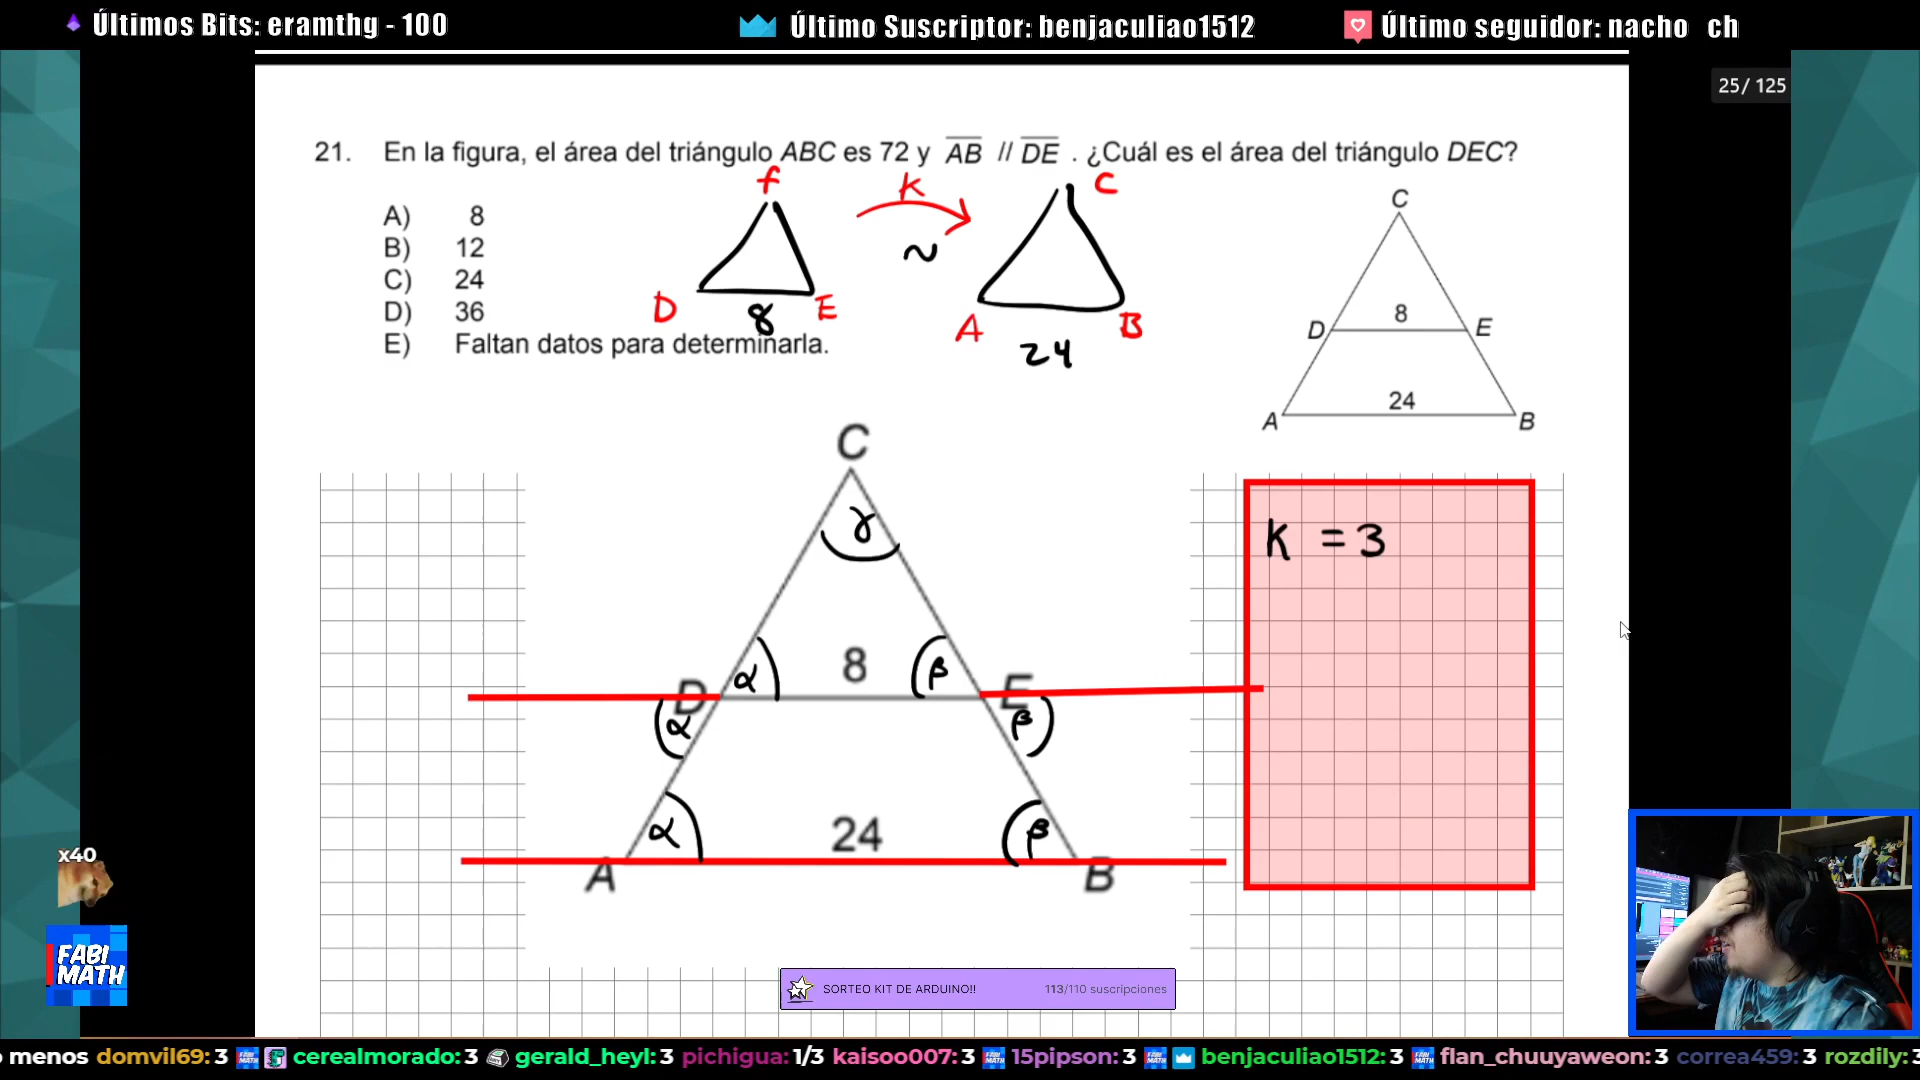 Últimos Bits: eramthg - 100
Último Suscriptor: benjaculiao1512
Último seguidor: nacho_ch
25/ 125
21. En la figura, el área del triángulo ABC es 72 y AB // DE . ¿Cuál es el área del triángulo DEC?
A) 8
B) 12
C) 24
D) 36
E) Faltan datos para determinarla.
f
D
E
8
k
~
C
A
B
24
C
D
8
E
24
A
B
C
γ
D
α
8
β
E
α
β
α
24
β
A
B
K = 3
x40
FABI
MATH
SORTEO KIT DE ARDUINO!! 113/110 suscripciones
o menos domvil69: 3 cerealmorado: 3 gerald_heyl: 3 pichigua: 1/3 kaisoo007: 3 15pipson: 3 benjaculiao1512: 3 flan_chuuyaweon: 3 correa459: 3 rozdily: 3